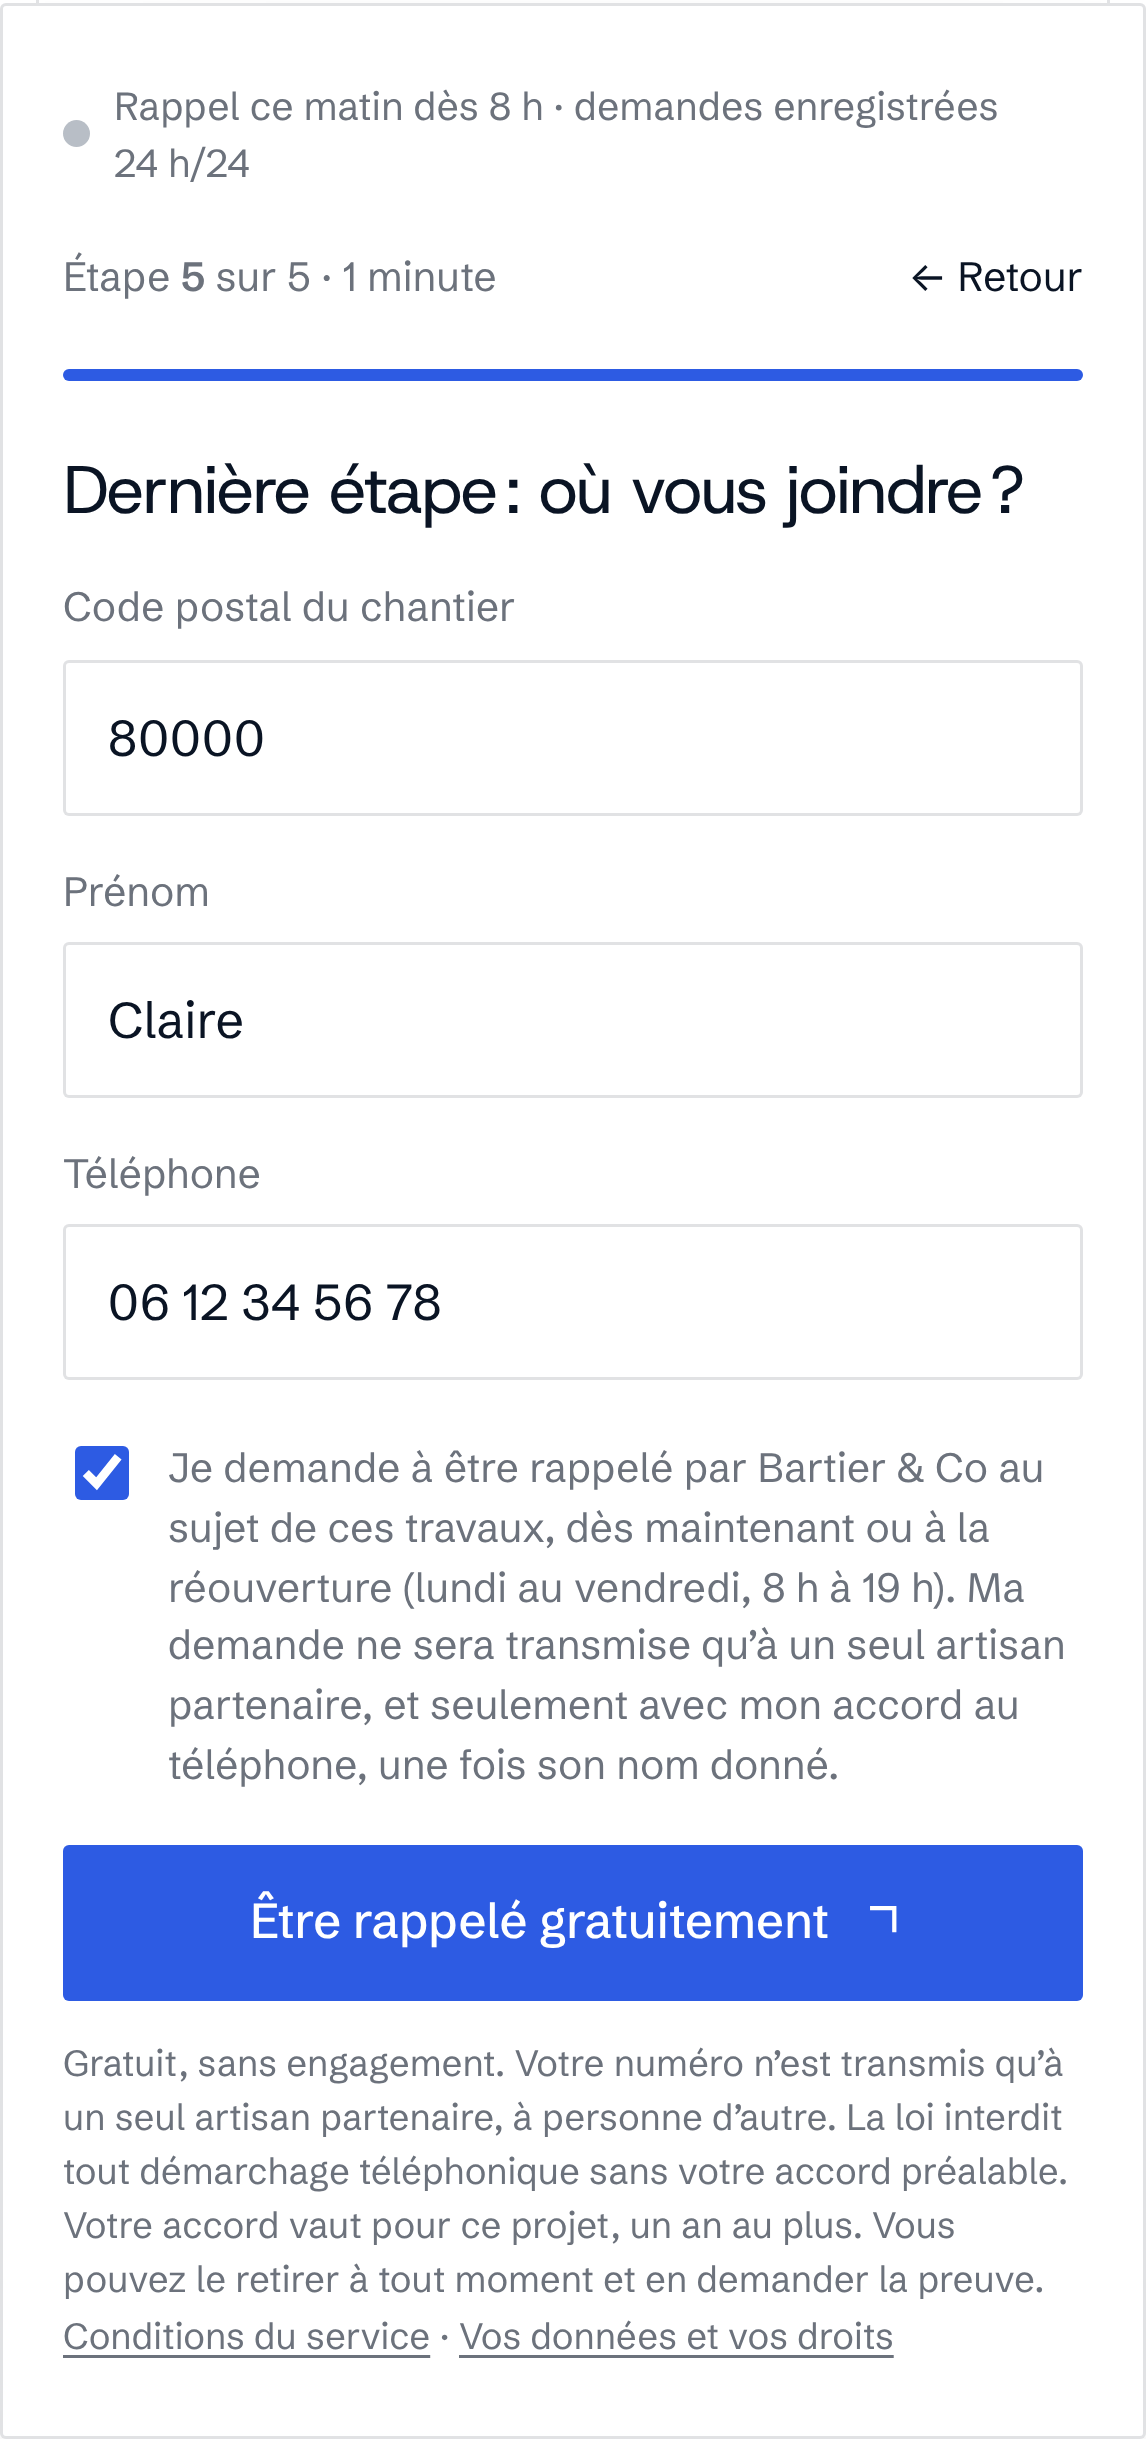 Rappel ce matin dès 8 h · demandes enregistrées
24 h/24
Étape 5 sur 5 · 1 minute
← Retour
Dernière étape : où vous joindre ?
Code postal du chantier
80000
Prénom
Claire
Téléphone
06 12 34 56 78
Je demande à être rappelé par Bartier & Co au
sujet de ces travaux, dès maintenant ou à la
réouverture (lundi au vendredi, 8 h à 19 h). Ma
demande ne sera transmise qu’à un seul artisan
partenaire, et seulement avec mon accord au
téléphone, une fois son nom donné.
Être rappelé gratuitement
Gratuit, sans engagement. Votre numéro n’est transmis qu’à
un seul artisan partenaire, à personne d’autre. La loi interdit
tout démarchage téléphonique sans votre accord préalable.
Votre accord vaut pour ce projet, un an au plus. Vous
pouvez le retirer à tout moment et en demander la preuve.
Conditions du service · Vos données et vos droits